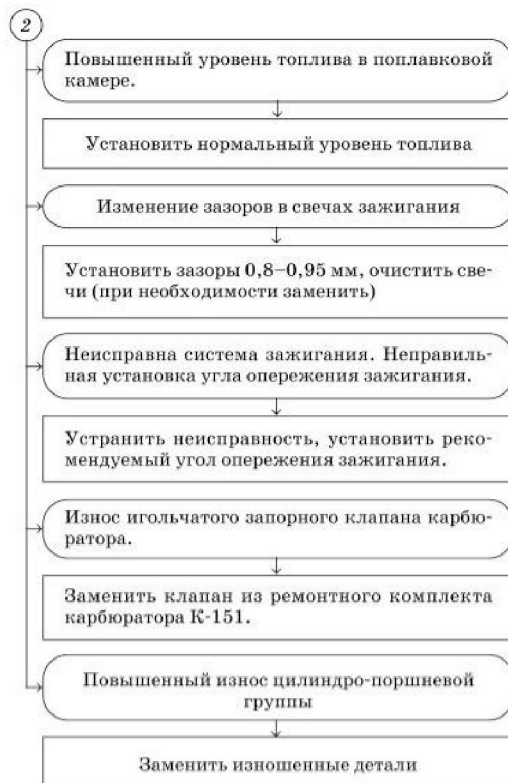 2
Повышенный уровень топлива в поплавковой
камере.
Установить нормальный уровень топлива
Изменение зазоров в свечах зажигания
Установить зазоры 0,8–0,95 мм, очистить све-
чи (при необходимости заменить)
Неисправна система зажигания. Неправиль-
ная установка угла опережения зажигания.
Устранить неисправность, установить реко-
мендуемый угол опережения зажигания.
Износ игольчатого запорного клапана карбю-
ратора.
Заменить клапан из ремонтного комплекта
карбюратора К-151.
Повышенный износ цилиндро-поршневой
группы
Заменить изношенные детали